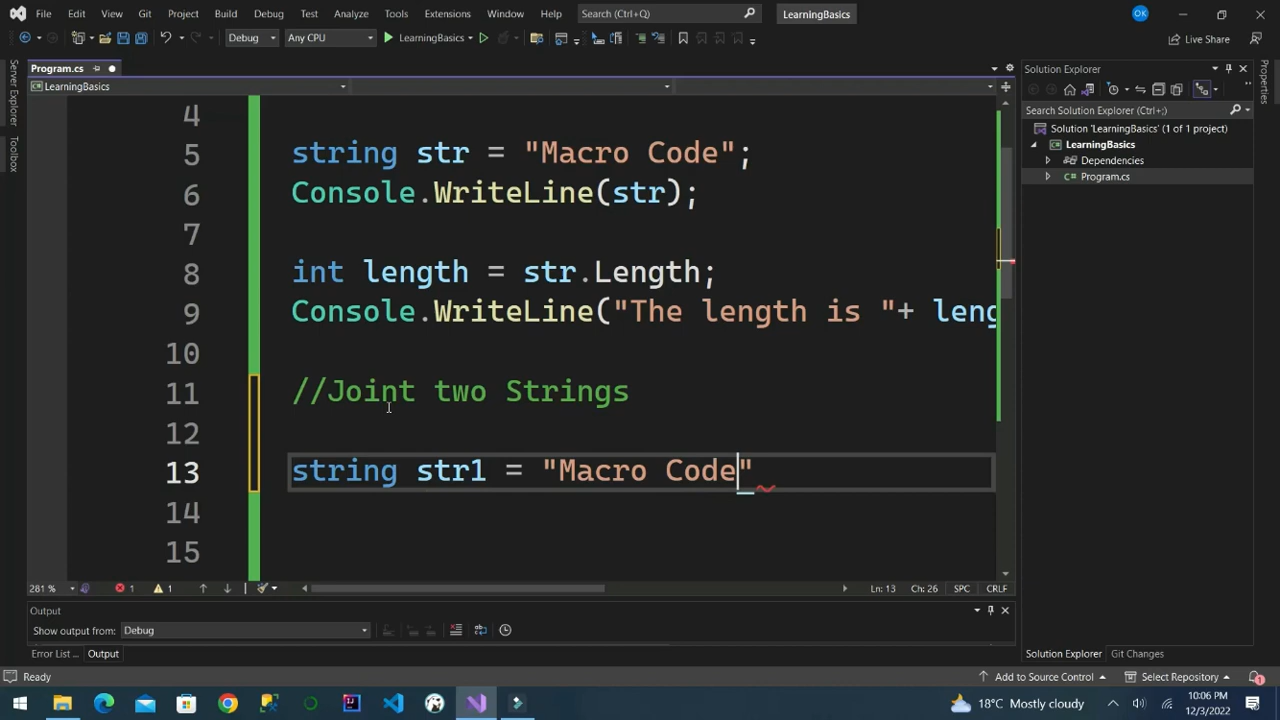 File Edit View Git Project Build Debug Test Analyze Tools Extensions Window Help Search (Ctrl+Q) LearningBasics OK
Debug Any CPU LearningBasics Live Share
Program.cs
LearningBasics
Server Explorer
Toolbox
4
5 string str = "Macro Code";
6 Console.WriteLine(str);
7
8 int length = str.Length;
9 Console.WriteLine("The length is "+ leng
10
11 //Joint two Strings
12
13 string str1 = "Macro Code"
14
15
281 % 1 1 Ln: 13 Ch: 26 SPC CRLF
Output
Show output from: Debug
Error List ... Output
Solution Explorer
Search Solution Explorer (Ctrl+;)
Solution 'LearningBasics' (1 of 1 project)
LearningBasics
Dependencies
C# Program.cs
Solution Explorer Git Changes
Properties
Ready Add to Source Control Select Repository 1
18°C Mostly cloudy 10:06 PM
12/3/2022